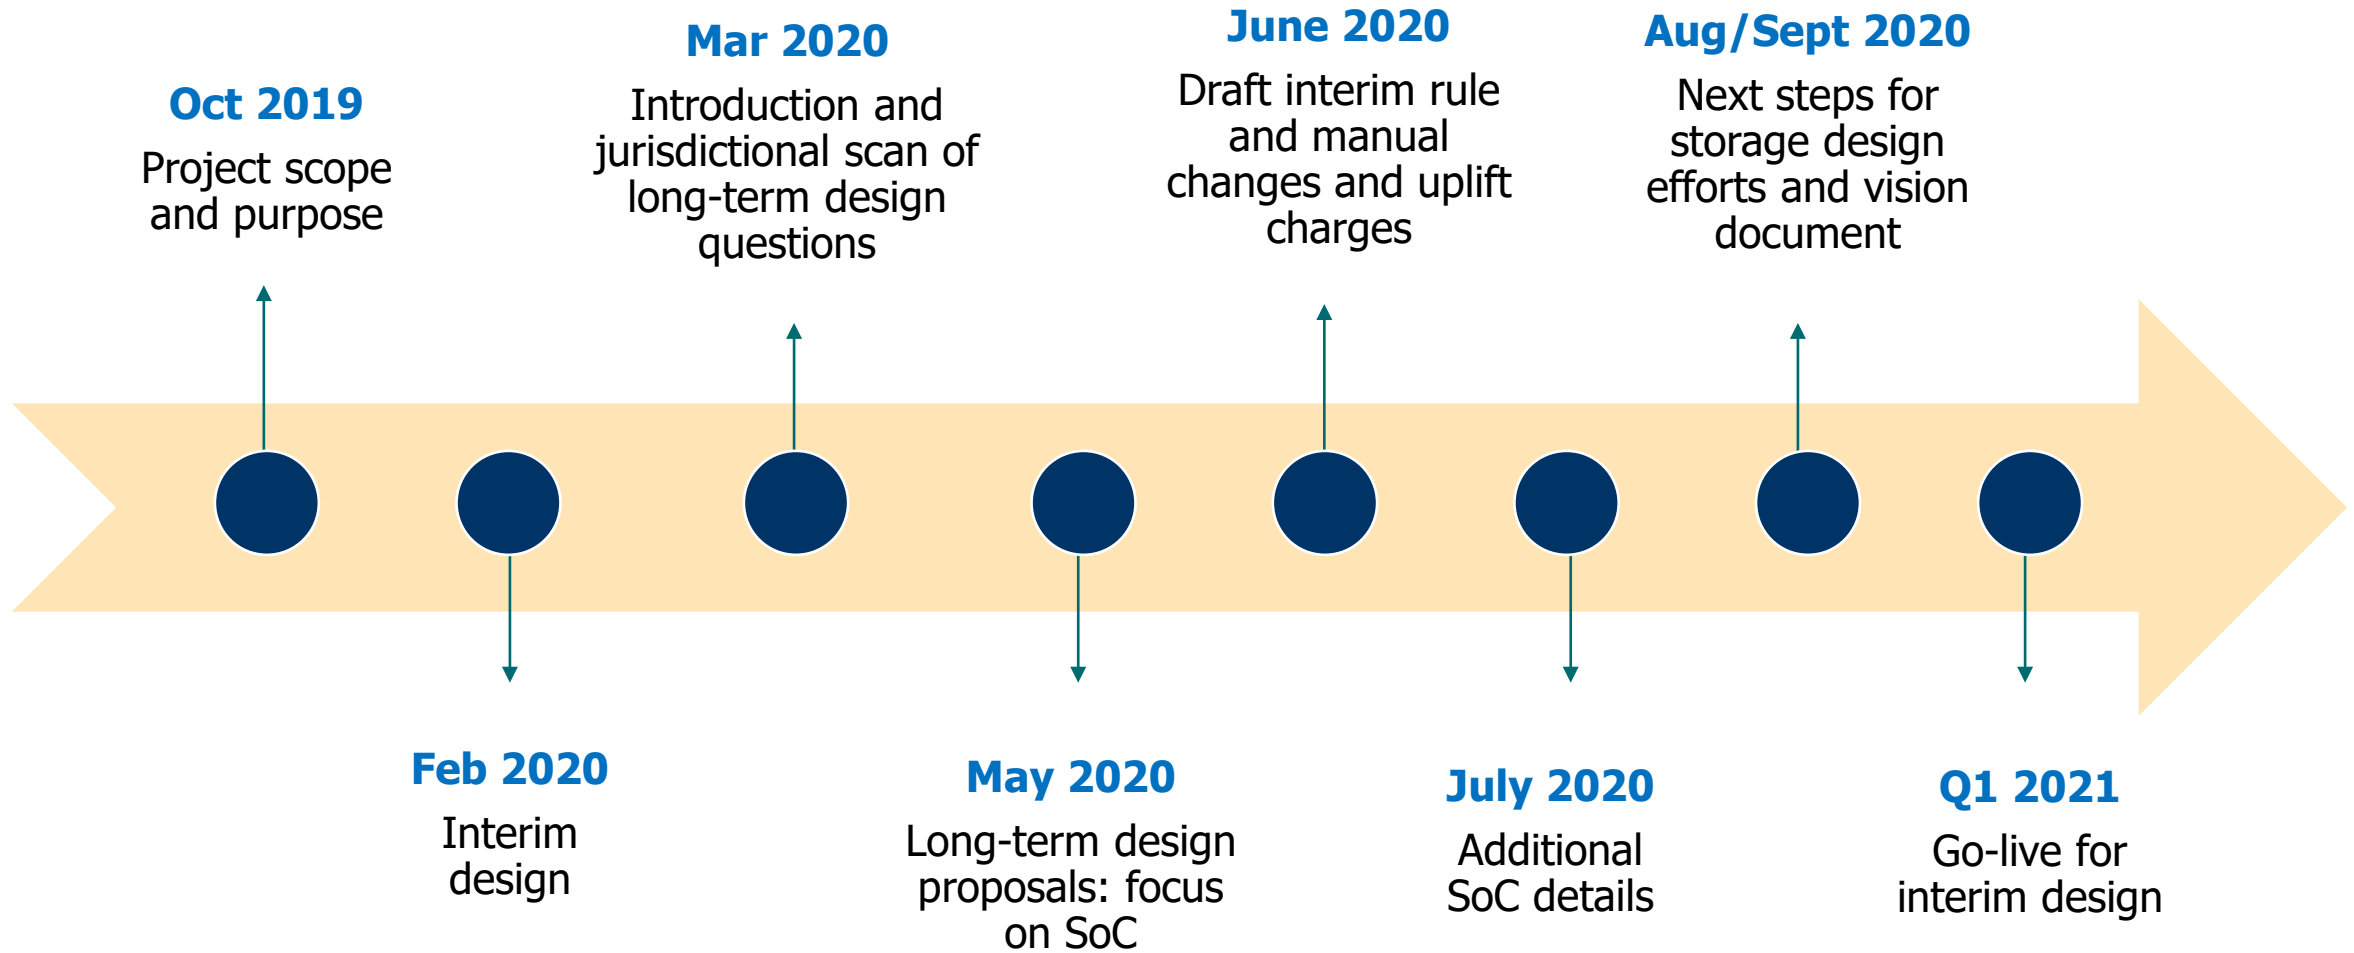 Oct 2019
Project scope
and purpose
Mar 2020
Introduction and
jurisdictional scan of
long-term design
questions
June 2020
Draft interim rule
and manual
changes and uplift
charges
Aug/Sept 2020
Next steps for
storage design
efforts and vision
document
Feb 2020
Interim
design
May 2020
Long-term design
proposals: focus
on SoC
July 2020
Additional
SoC details
Q1 2021
Go-live for
interim design